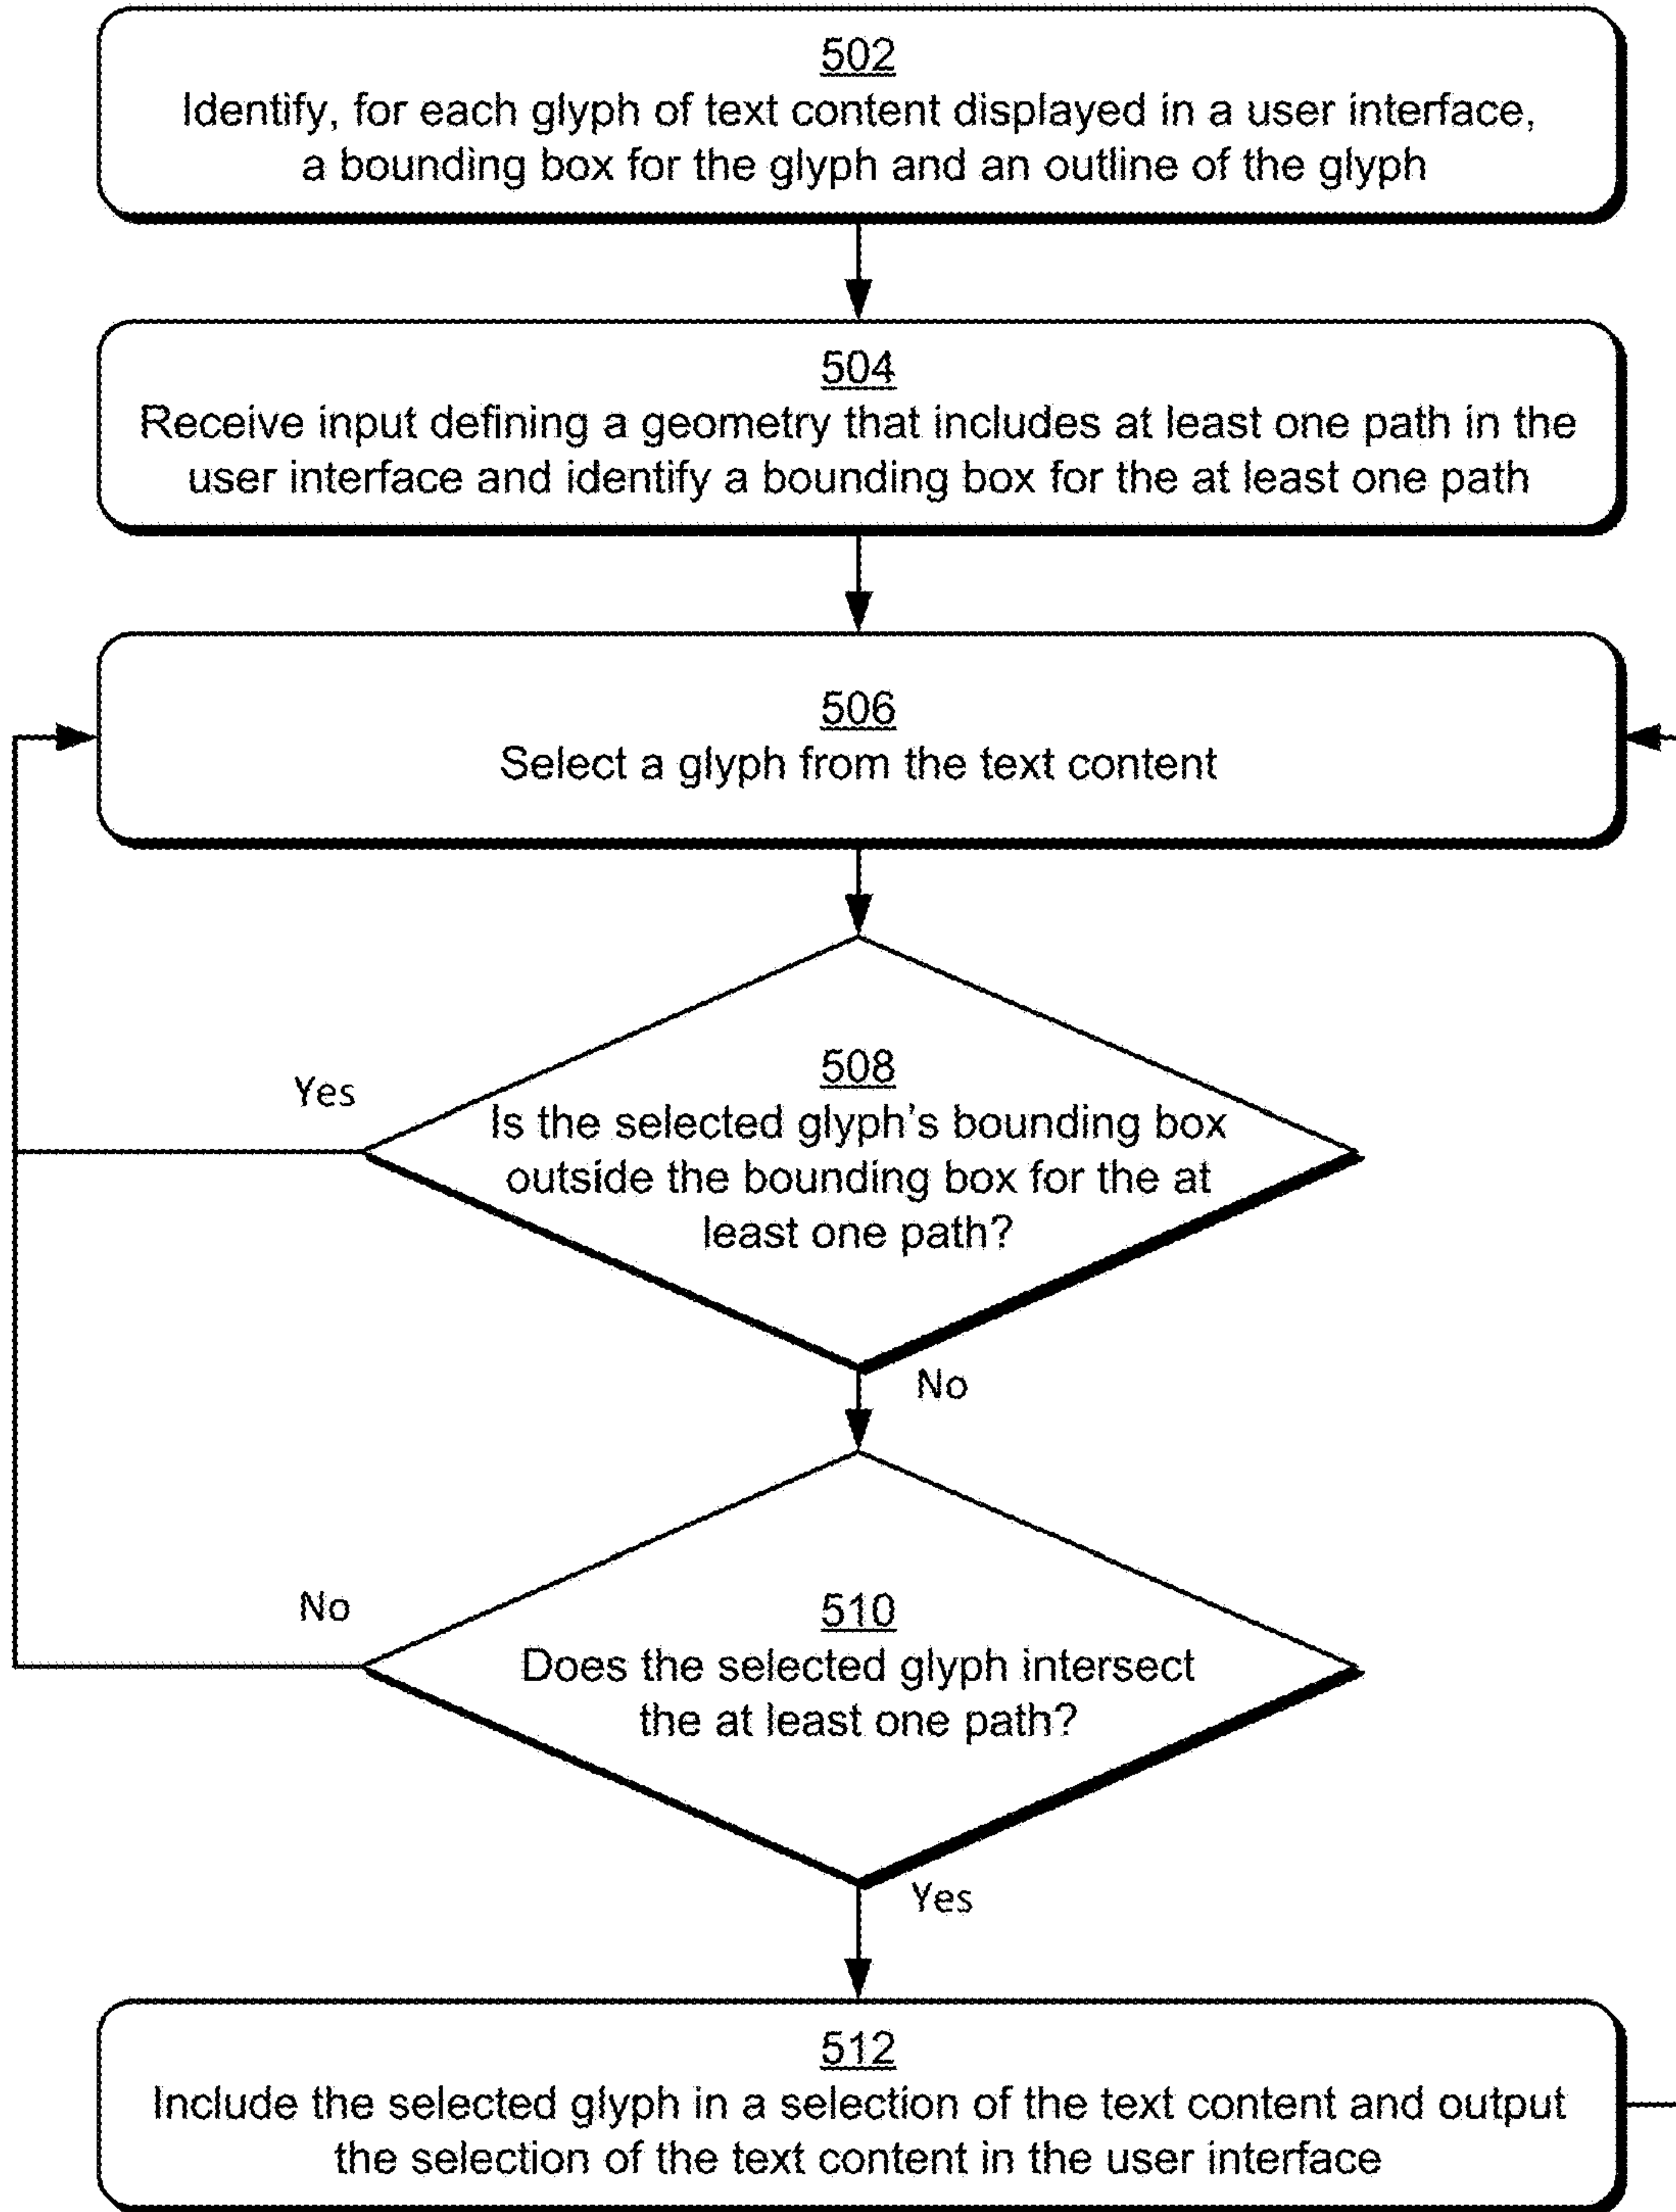 502
Identify, for each glyph of text content displayed in a user interface,
a bounding box for the glyph and an outline of the glyph
504
Receive input defining a geometry that includes at least one path in the
user interface and identify a bounding box for the at least one path
506
Select a glyph from the text content
Yes
508
Is the selected glyph's bounding box
outside the bounding box for the at
least one path?
No
No
510
Does the selected glyph intersect
the at least one path?
Yes
512
Include the selected glyph in a selection of the text content and output
the selection of the text content in the user interface